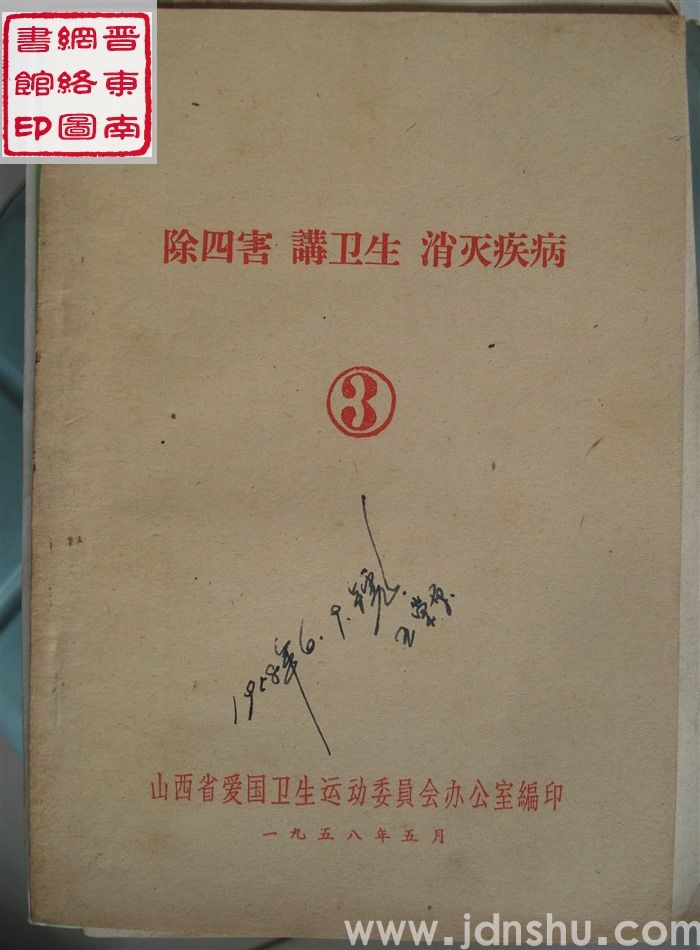 晋東南
網絡圖
書館印
除四害 講卫生 消灭疾病
3
1958年6.9.
山西省爱国卫生运动委員会办公室編印
一九五八年五月
www.jdnshu.com